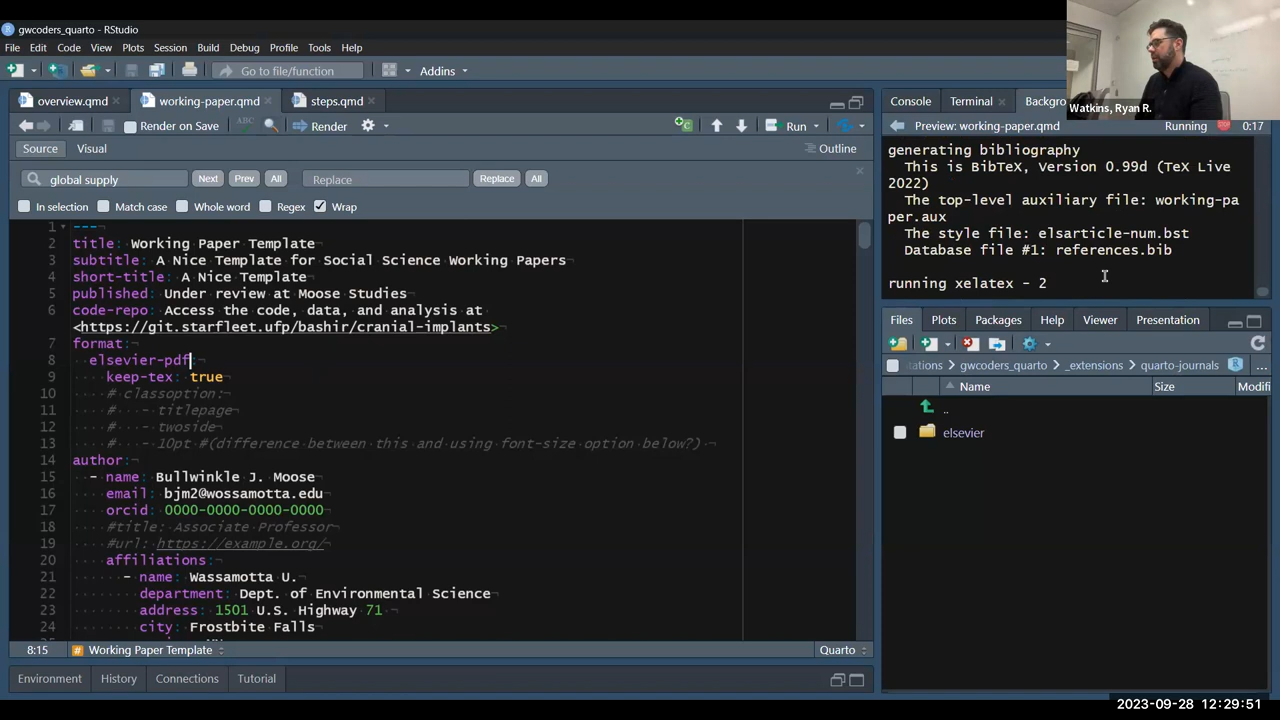 gwcoders_quarto - RStudio
File Edit Code View Plots Session Build Debug Profile Tools Help
Go to file/function Addins
overview.qmd working-paper.qmd steps.qmd
Render on Save Render Run
Source Visual Outline
global supply Next Prev All Replace Replace All
In selection Match case Whole word Regex Wrap
1 ---
2 title: Working Paper Template
3 subtitle: A Nice Template for Social Science Working Papers
4 short-title: A Nice Template
5 published: Under review at Moose Studies
6 code-repo: Access the code, data, and analysis at
<https://git.starfleet.ufp/bashir/cranial-implants>
7 format:
8 elsevier-pdf:
9 keep-tex: true
10 # classoption:
11 # - titlepage
12 # - twoside
13 # - 10pt #(difference between this and using font-size option below?)
14 author:
15 - name: Bullwinkle J. Moose
16 email: bjm2@wossamotta.edu
17 orcid: 0000-0000-0000-0000
18 #title: Associate Professor
19 #url: https://example.org/
20 affiliations:
21 - name: Wassamotta U.
22 department: Dept. of Environmental Science
23 address: 1501 U.S. Highway 71
24 city: Frostbite Falls
8:15 Working Paper Template Quarto
Environment History Connections Tutorial
Console Terminal Backgro
Watkins, Ryan R.
Preview: working-paper.qmd Running 0:17
generating bibliography
This is BibTeX, Version 0.99d (TeX Live
2022)
The top-level auxiliary file: working-pa
per.aux
The style file: elsarticle-num.bst
Database file #1: references.bib
running xelatex - 2
Files Plots Packages Help Viewer Presentation
tations gwcoders_quarto _extensions quarto-journals ...
Name Size Modifi
..
elsevier
2023-09-28 12:29:51